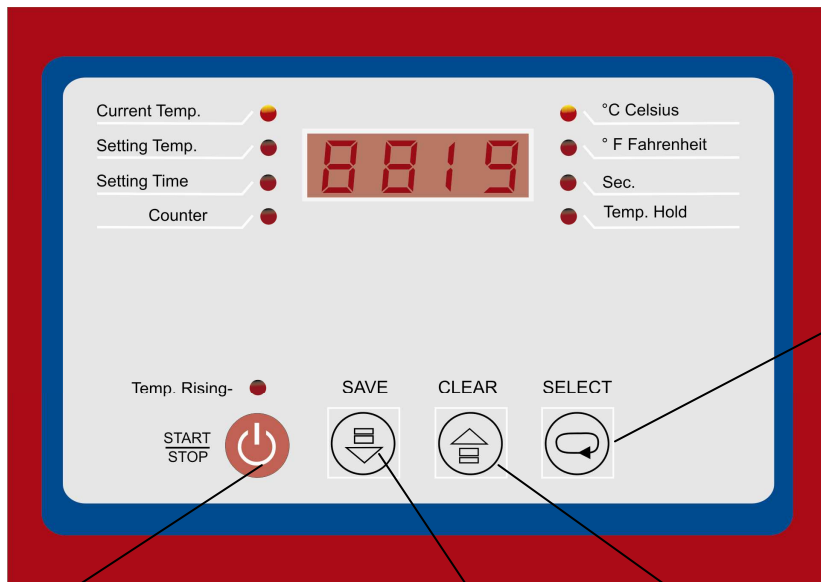 Current Temp.
Setting Temp.
Setting Time
Counter
8819
°C Celsius
° F Fahrenheit
Sec.
Temp. Hold
Temp. Rising-
SAVE
CLEAR
SELECT
START
STOP